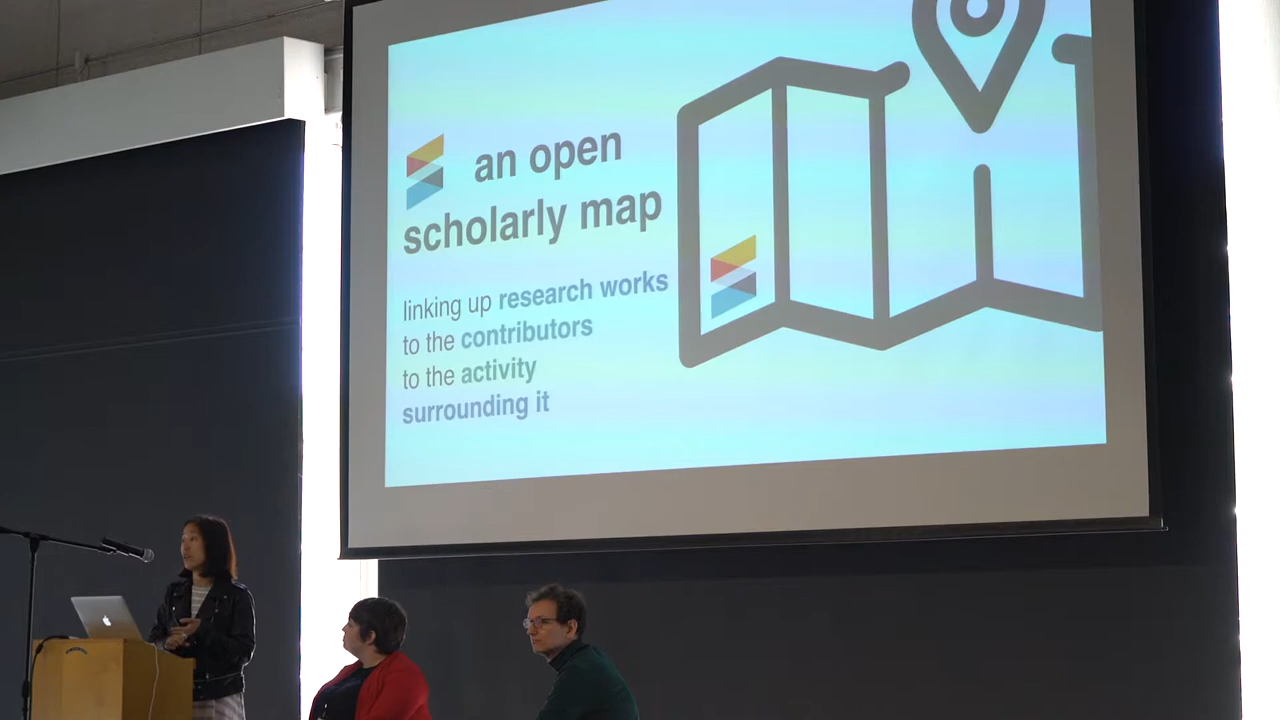 an open
scholarly map
linking up research works
to the contributors
to the activity
surrounding it